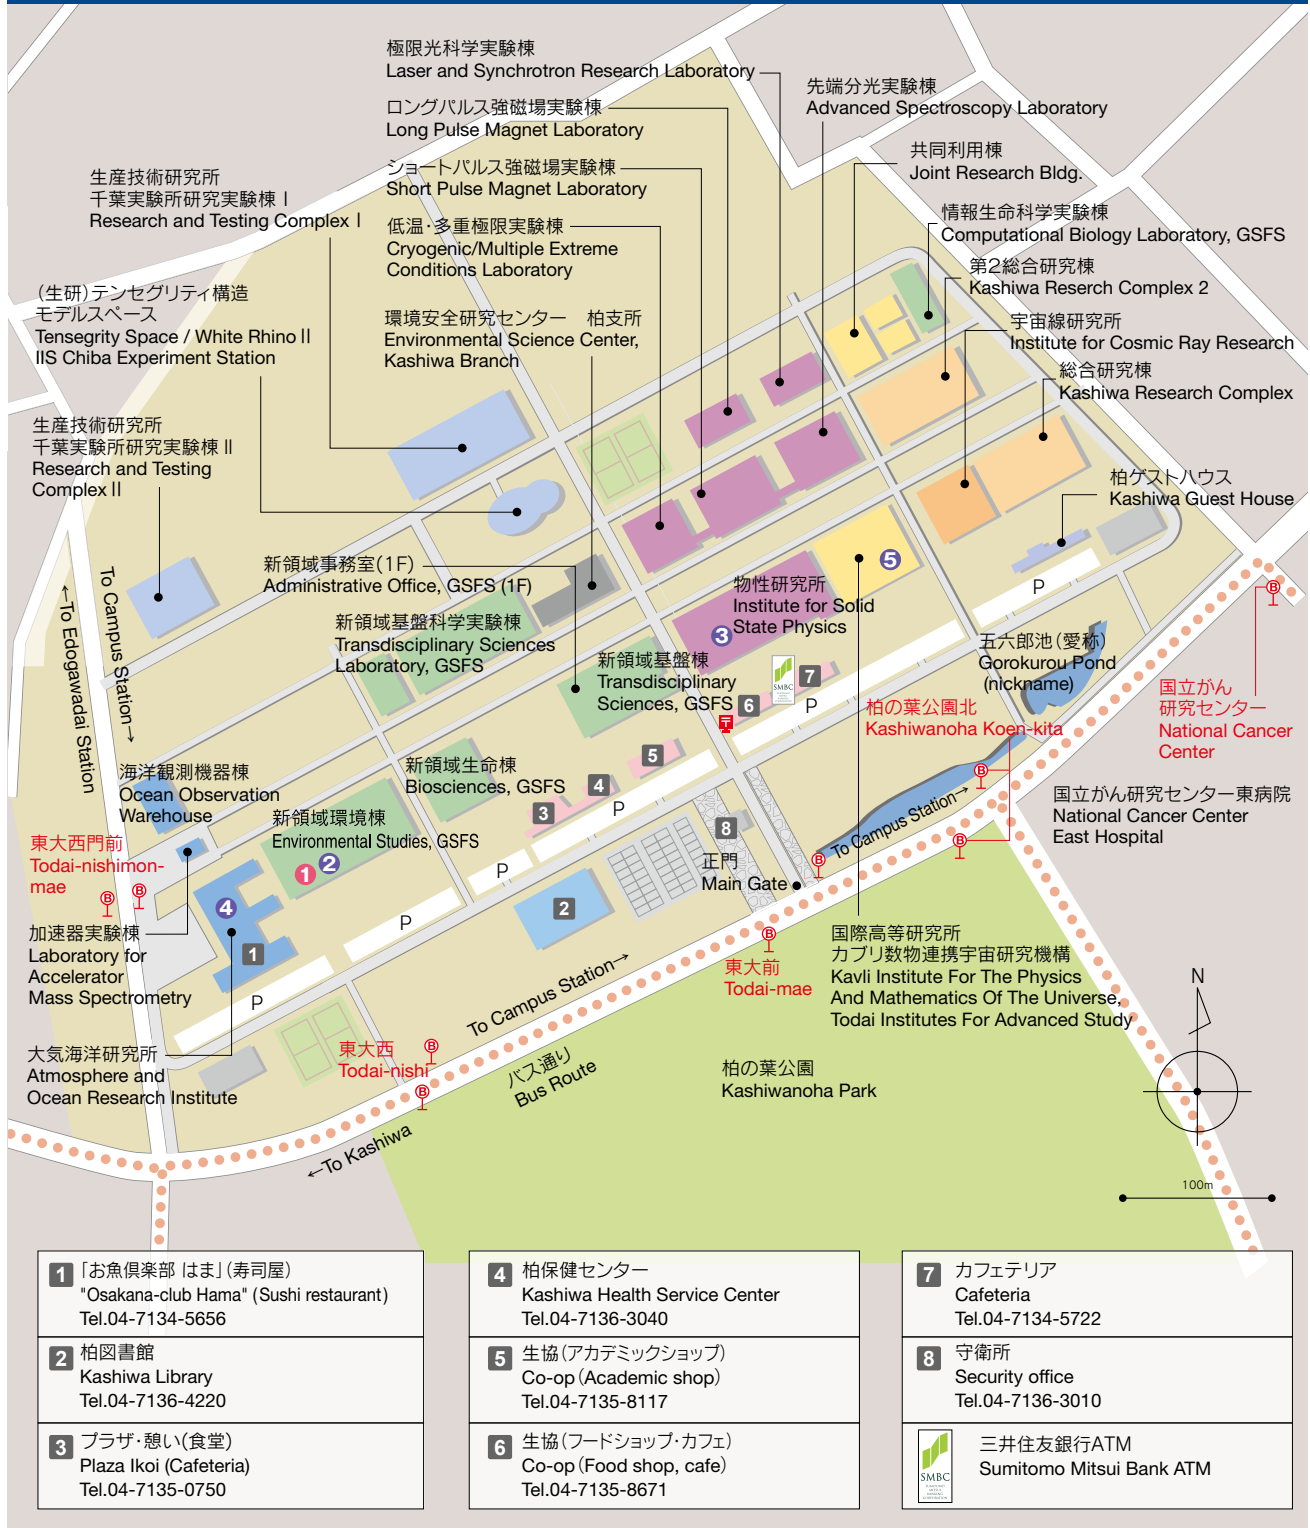 極限光科学実験棟
Laser and Synchrotron Research Laboratory
ロングパルス強磁場実験棟
Long Pulse Magnet Laboratory
ショートパルス強磁場実験棟
Short Pulse Magnet Laboratory
低温・多重極限実験棟
Cryogenic/Multiple Extreme
Conditions Laboratory
環境安全研究センター 柏支所
Environmental Science Center,
Kashiwa Branch
先端分光実験棟
Advanced Spectroscopy Laboratory
共同利用棟
Joint Research Bldg.
情報生命科学実験棟
Computational Biology Laboratory, GSFS
第2総合研究棟
Kashiwa Reserch Complex 2
宇宙線研究所
Institute for Cosmic Ray Research
総合研究棟
Kashiwa Research Complex
柏ゲストハウス
Kashiwa Guest House
生産技術研究所
千葉実験所研究実験棟 I
Research and Testing Complex I
(生研)テンセグリティ構造
モデルスペース
Tensegrity Space / White Rhino II
IIS Chiba Experiment Station
生産技術研究所
千葉実験所研究実験棟 II
Research and Testing
Complex II
新領域事務室(1F)
Administrative Office, GSFS (1F)
新領域基盤科学実験棟
Transdisciplinary Sciences
Laboratory, GSFS
新領域基盤棟
Transdisciplinary
Sciences, GSFS
物性研究所
Institute for Solid
State Physics
3
5
P
五六郎池(愛称)
Gorokurou Pond
(nickname)
柏の葉公園北
Kashiwanoha Koen-kita
国立がん
研究センター
National Cancer
Center
B
国立がん研究センター東病院
National Cancer Center
East Hospital
←To Edogawadai Station
To Campus Station→
海洋観測機器棟
Ocean Observation
Warehouse
新領域生命棟
Biosciences, GSFS
新領域環境棟
Environmental Studies, GSFS
1
2
SMBC
7
6
P
〒
5
4
3
P
8
P
東大西門前
Todai-nishimon-
mae
B
B
4
1
P
P
2
正門
Main Gate
B
To Campus Station→
B
B
加速器実験棟
Laboratory for
Accelerator
Mass Spectrometry
大気海洋研究所
Atmosphere and
Ocean Research Institute
東大西
Todai-nishi
B
B
To Campus Station→
バス通り
Bus Route
←To Kashiwa
B
東大前
Todai-mae
国際高等研究所
カブリ数物連携宇宙研究機構
Kavli Institute For The Physics
And Mathematics Of The Universe,
Todai Institutes For Advanced Study
柏の葉公園
Kashiwanoha Park
N
100m
1 「お魚倶楽部 はま」(寿司屋)
"Osakana-club Hama" (Sushi restaurant)
Tel.04-7134-5656
2 柏図書館
Kashiwa Library
Tel.04-7136-4220
3 プラザ・憩い(食堂)
Plaza Ikoi (Cafeteria)
Tel.04-7135-0750
4 柏保健センター
Kashiwa Health Service Center
Tel.04-7136-3040
5 生協(アカデミックショップ)
Co-op(Academic shop)
Tel.04-7135-8117
6 生協(フードショップ・カフェ)
Co-op(Food shop, cafe)
Tel.04-7135-8671
7 カフェテリア
Cafeteria
Tel.04-7134-5722
8 守衛所
Security office
Tel.04-7136-3010
SMBC
三井住友銀行ATM
Sumitomo Mitsui Bank ATM